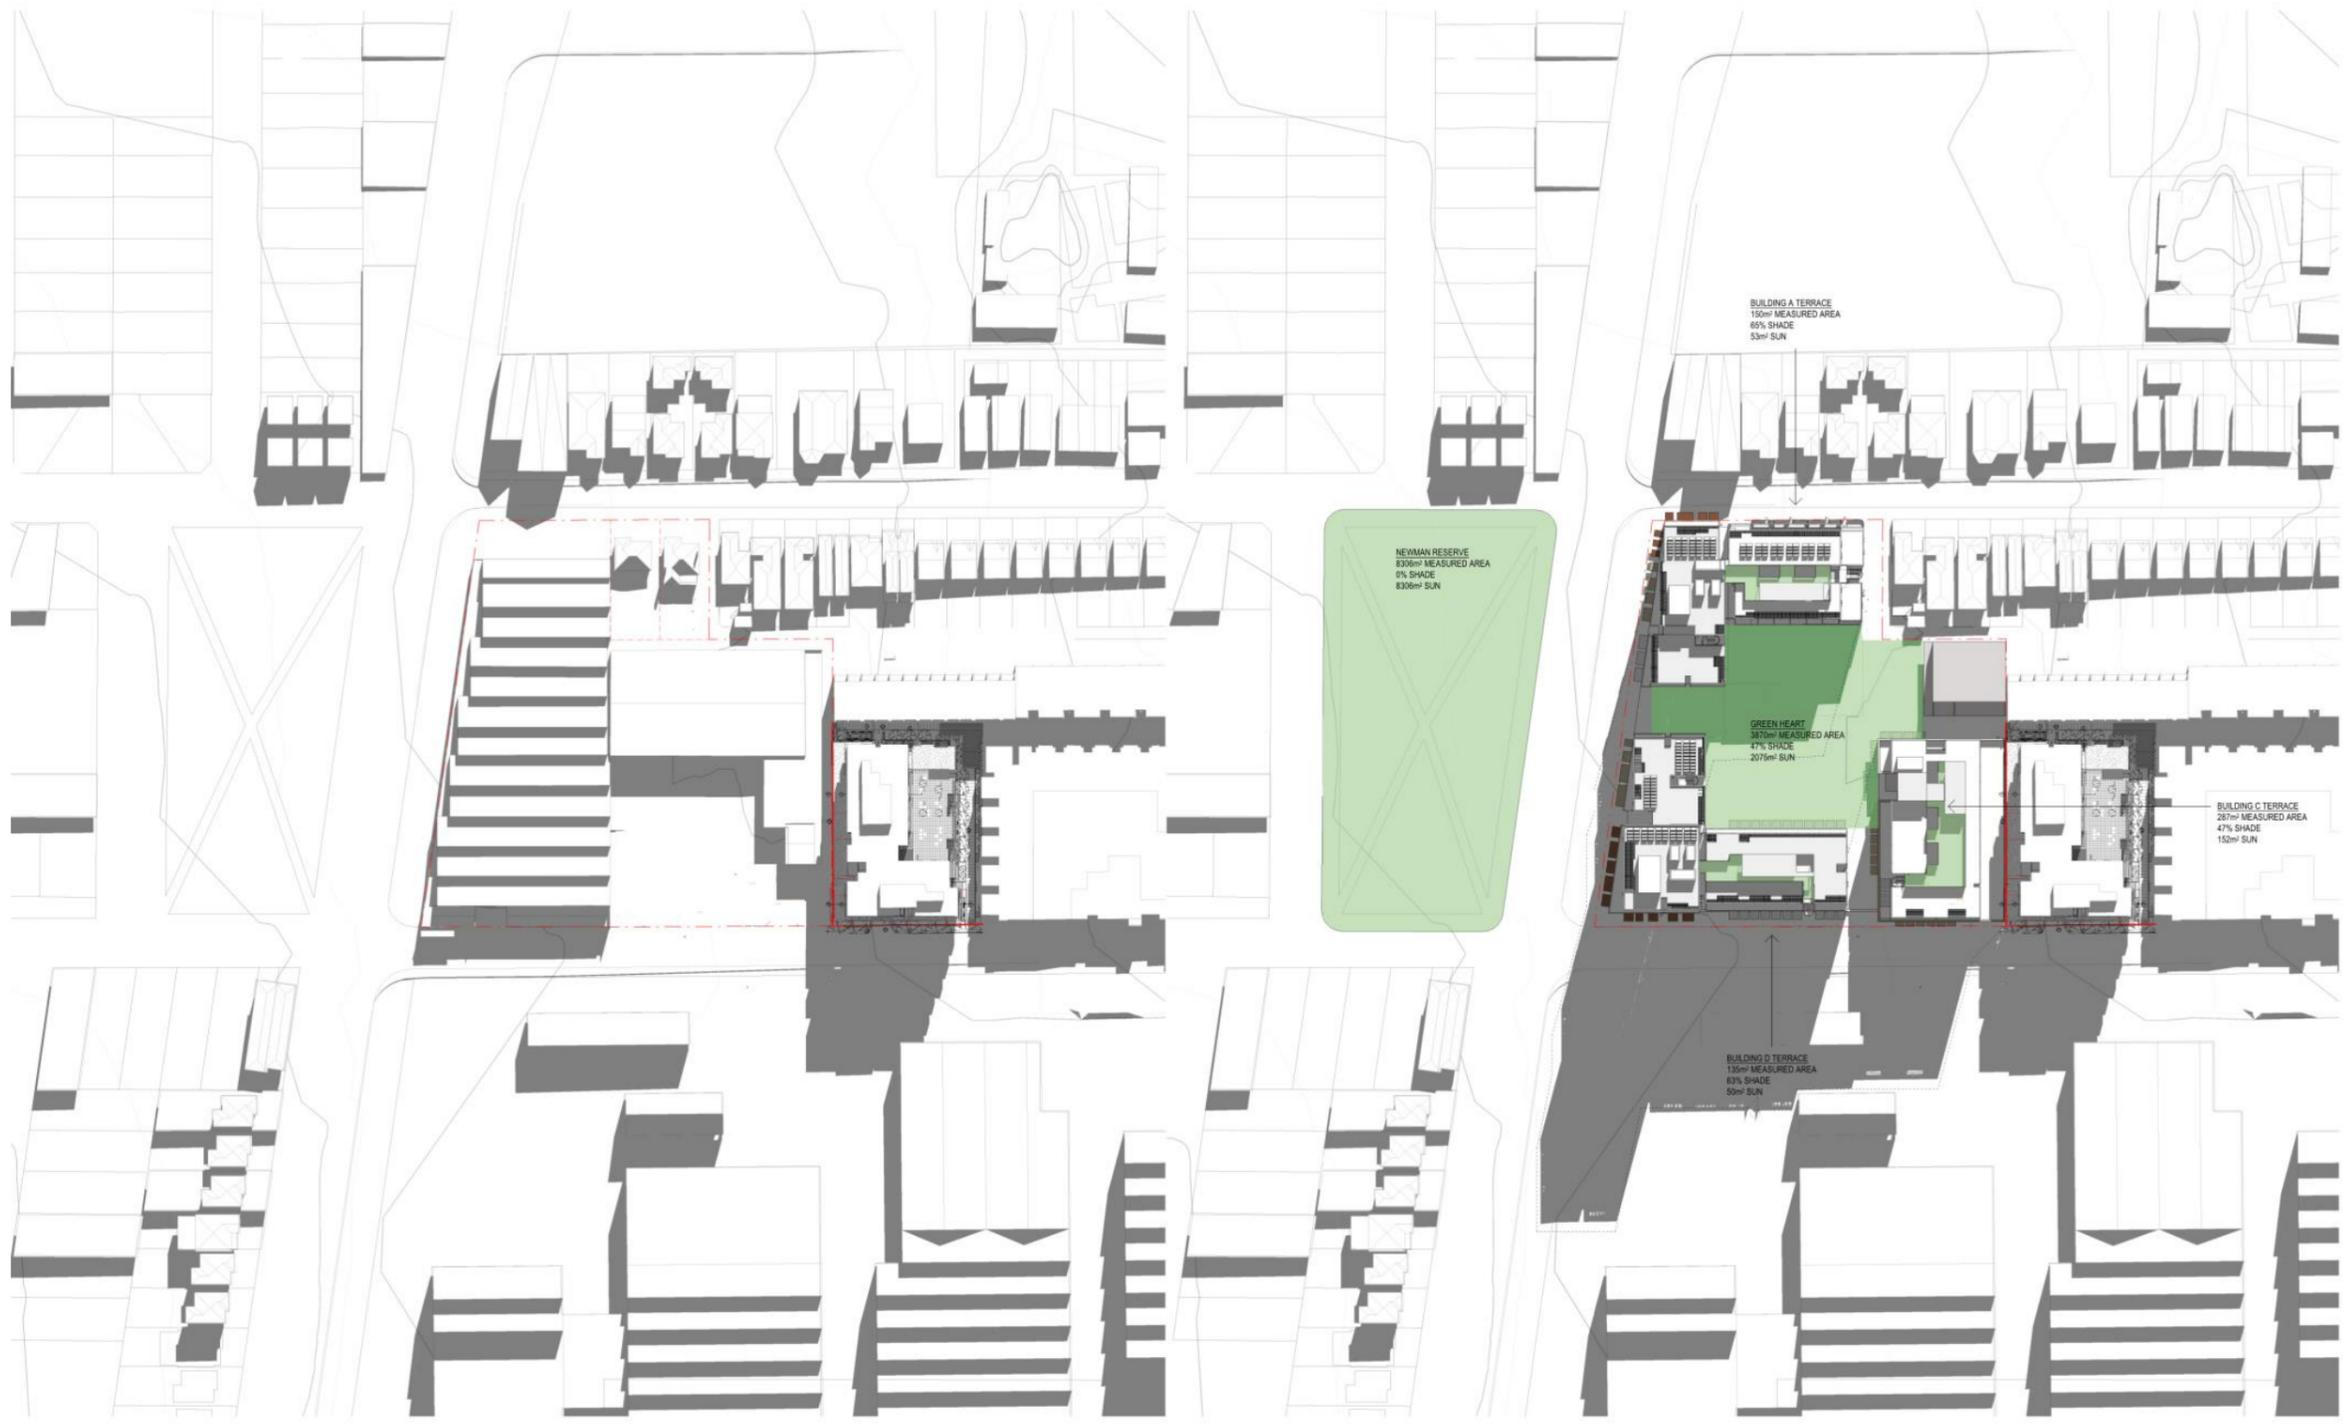 BUILDING A TERRACE
150m² MEASURED AREA
65% SHADE
53m² SUN
NEWMAN RESERVE
8306m² MEASURED AREA
0% SHADE
8306m² SUN
GREEN HEART
3870m² MEASURED AREA
47% SHADE
2075m² SUN
BUILDING C TERRACE
287m² MEASURED AREA
47% SHADE
152m² SUN
BUILDING D TERRACE
135m² MEASURED AREA
63% SHADE
50m² SUN